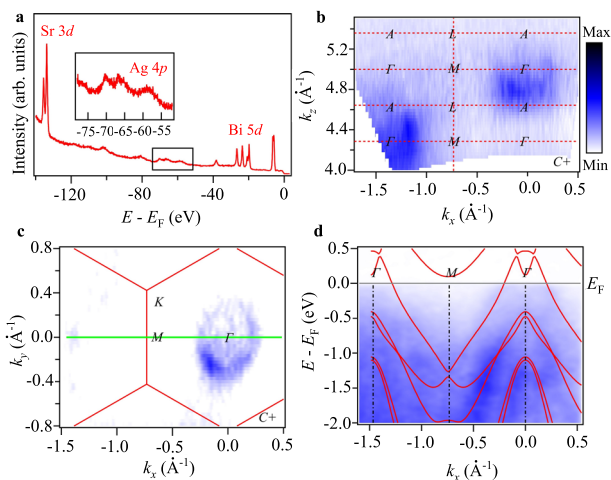 a
Sr 3d
Ag 4p
-75 -70 -65 -60 -55
Bi 5d
Intensity (arb. units)
-120 -80 -40 0
E - EF (eV)
b
5.2
4.8
4.4
4.0
kz (Å-1)
A L A
Γ M Γ
A L A
Γ M Γ
C+
-1.5 -1.0 -0.5 0.0 0.5
kx (Å-1)
Max
Min
c
0.8
0.4
0.0
-0.4
-0.8
ky (Å-1)
K
M Γ
C+
-1.5 -1.0 -0.5 0.0 0.5
kx (Å-1)
d
0.5
0.0
-0.5
-1.0
-1.5
-2.0
E - EF (eV)
Γ M Γ
EF
-1.5 -1.0 -0.5 0.0 0.5
kx (Å-1)